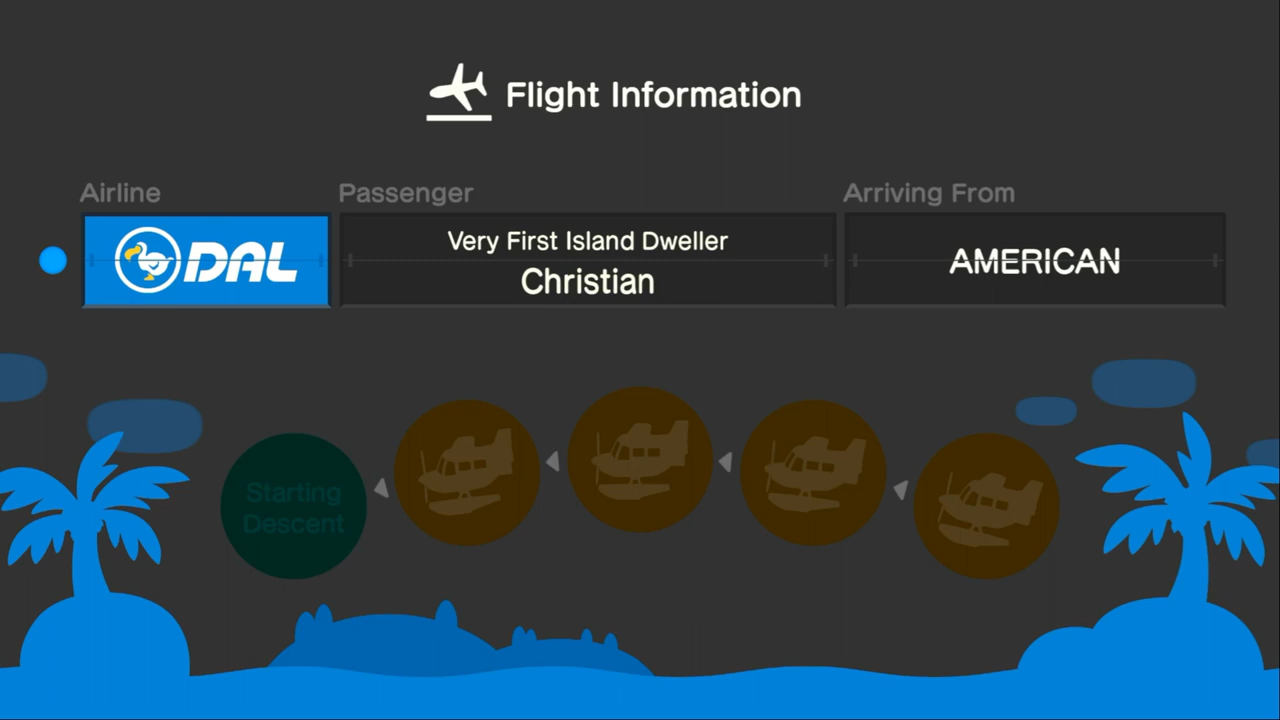 Flight Information
Airline
Passenger
Arriving From
DAL
Very First Island Dweller
Christian
AMERICAN
Starting
Descent